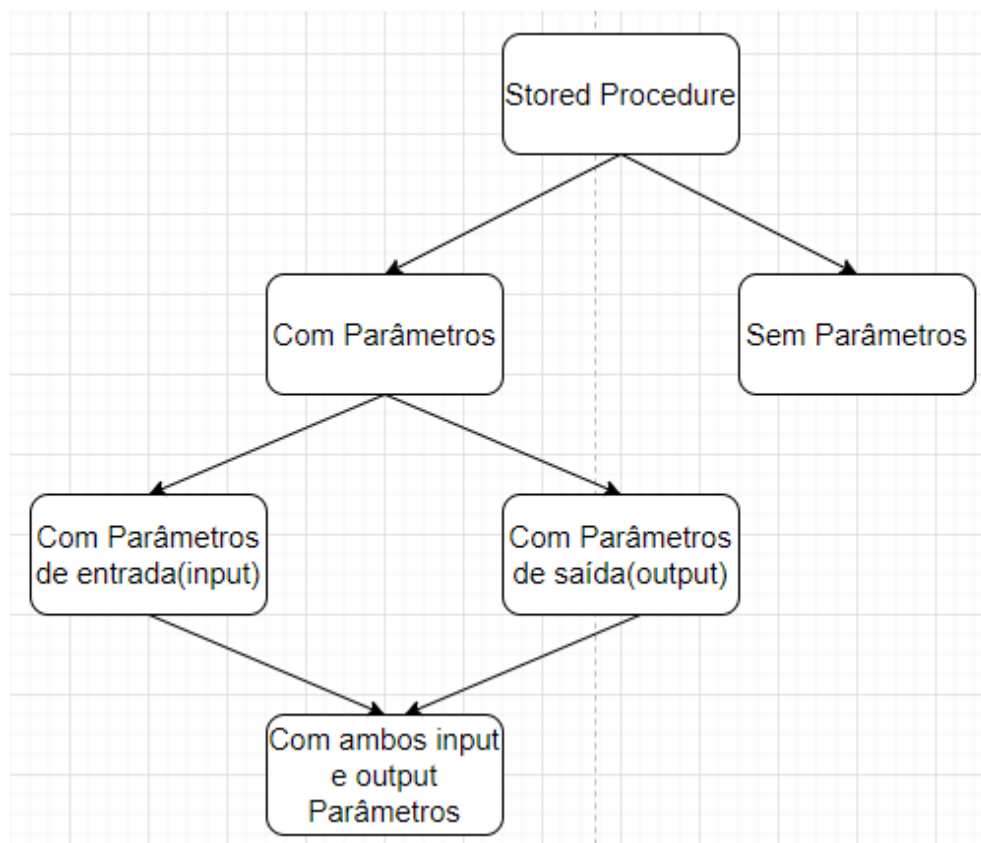 Stored Procedure
Com Parâmetros
Sem Parâmetros
Com Parâmetros
de entrada(input)
Com Parâmetros
de saída(output)
Com ambos input
e output
Parâmetros